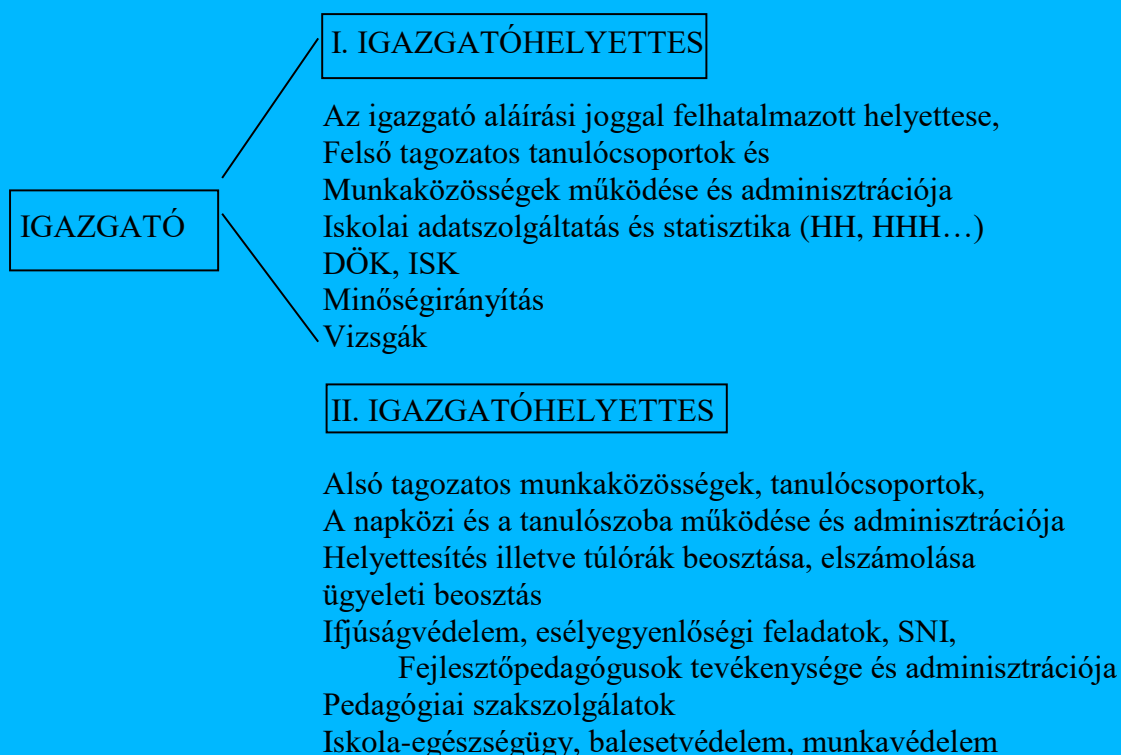 I. IGAZGATÓHELYETTES
Az igazgató aláírási joggal felhatalmazott helyettese,
Felső tagozatos tanulócsoportok és
Munkaközösségek működése és adminisztrációja
IGAZGATÓ
Iskolai adatszolgáltatás és statisztika (HH, HHH…)
DÖK, ISK
Minőségirányítás
Vizsgák
II. IGAZGATÓHELYETTES
Alsó tagozatos munkaközösségek, tanulócsoportok,
A napközi és a tanulószoba működése és adminisztrációja
Helyettesítés illetve túlórák beosztása, elszámolása
ügyeleti beosztás
Ifjúságvédelem, esélyegyenlőségi feladatok, SNI,
Fejlesztőpedagógusok tevékenysége és adminisztrációja
Pedagógiai szakszolgálatok
Iskola-egészségügy, balesetvédelem, munkavédelem